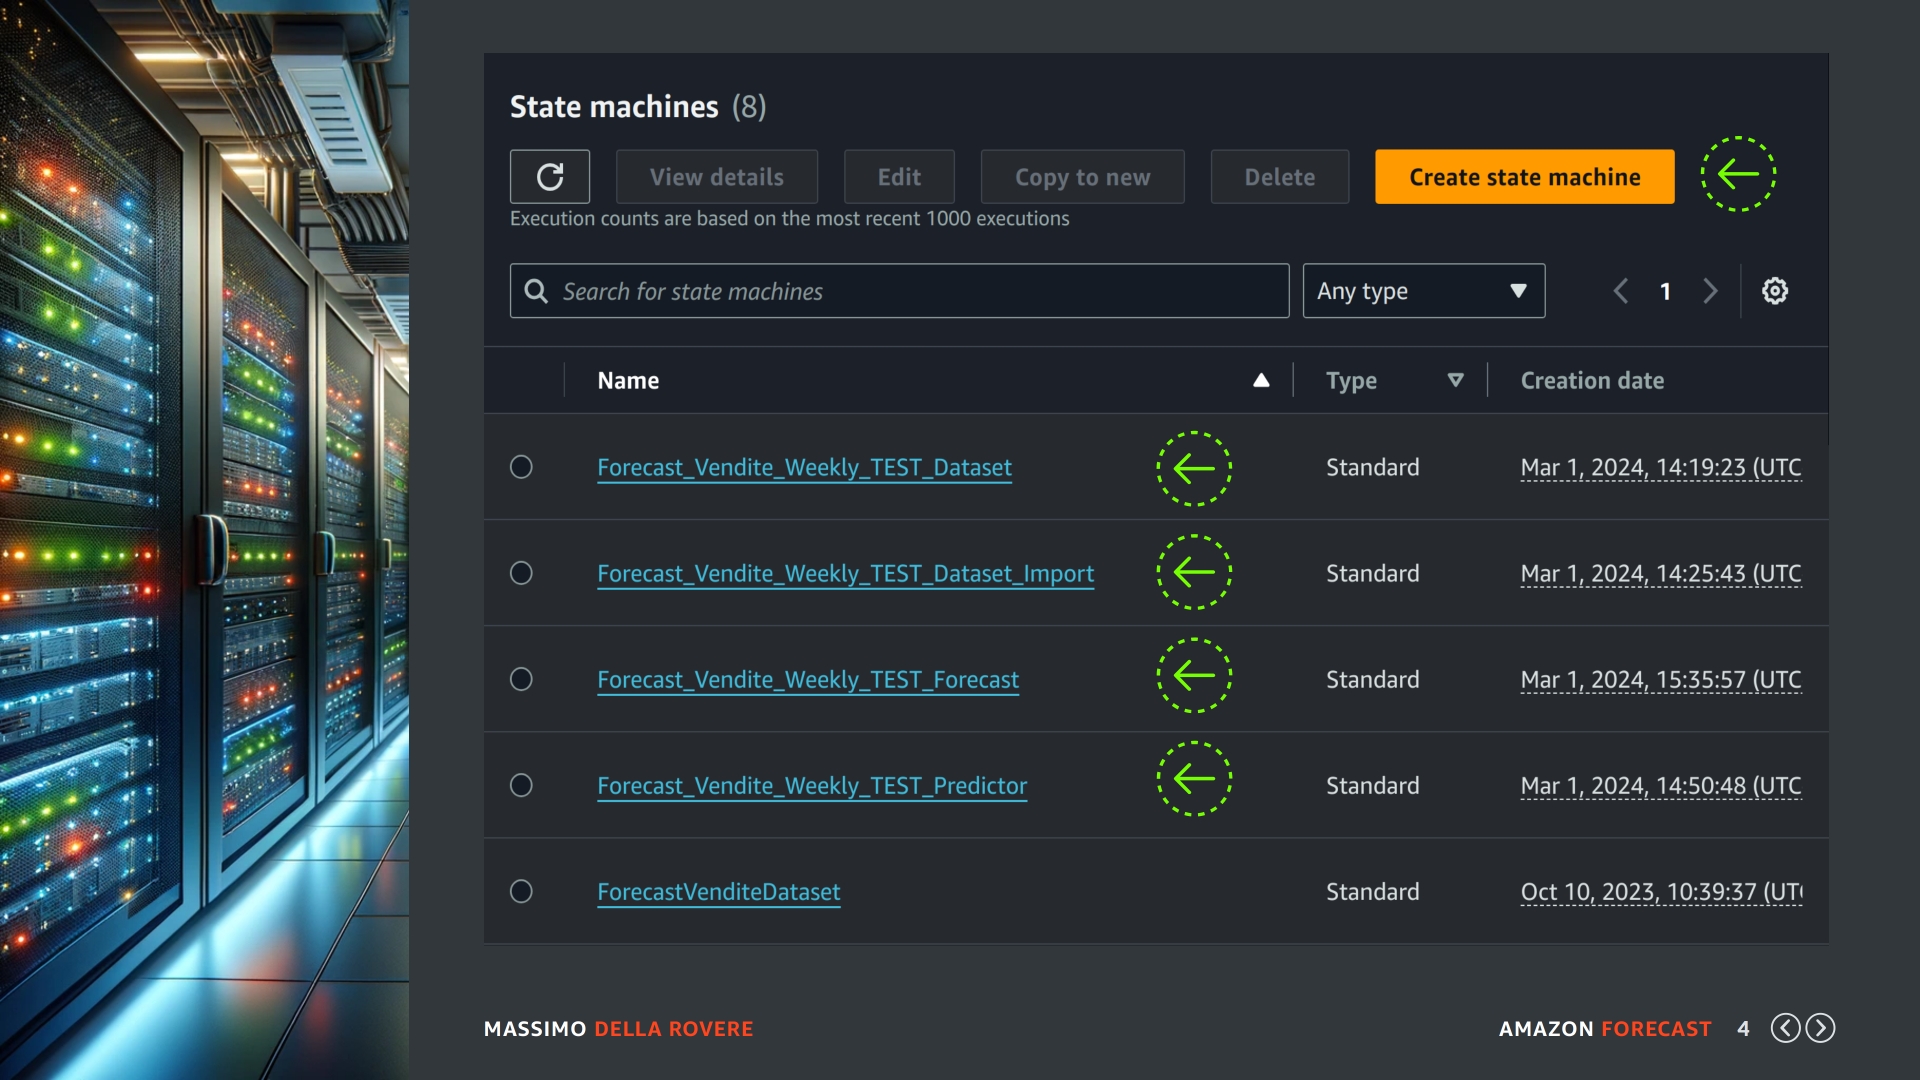 State machines (8)
View details Edit Copy to new Delete Create state machine
Execution counts are based on the most recent 1000 executions
Search for state machines Any type 1
Name Type Creation date
Forecast_Vendite_Weekly_TEST_Dataset Standard Mar 1, 2024, 14:19:23 (UTC
Forecast_Vendite_Weekly_TEST_Dataset_Import Standard Mar 1, 2024, 14:25:43 (UTC
Forecast_Vendite_Weekly_TEST_Forecast Standard Mar 1, 2024, 15:35:57 (UTC
Forecast_Vendite_Weekly_TEST_Predictor Standard Mar 1, 2024, 14:50:48 (UTC
ForecastVenditeDataset Standard Oct 10, 2023, 10:39:37 (UT
MASSIMO DELLA ROVERE AMAZON FORECAST 4